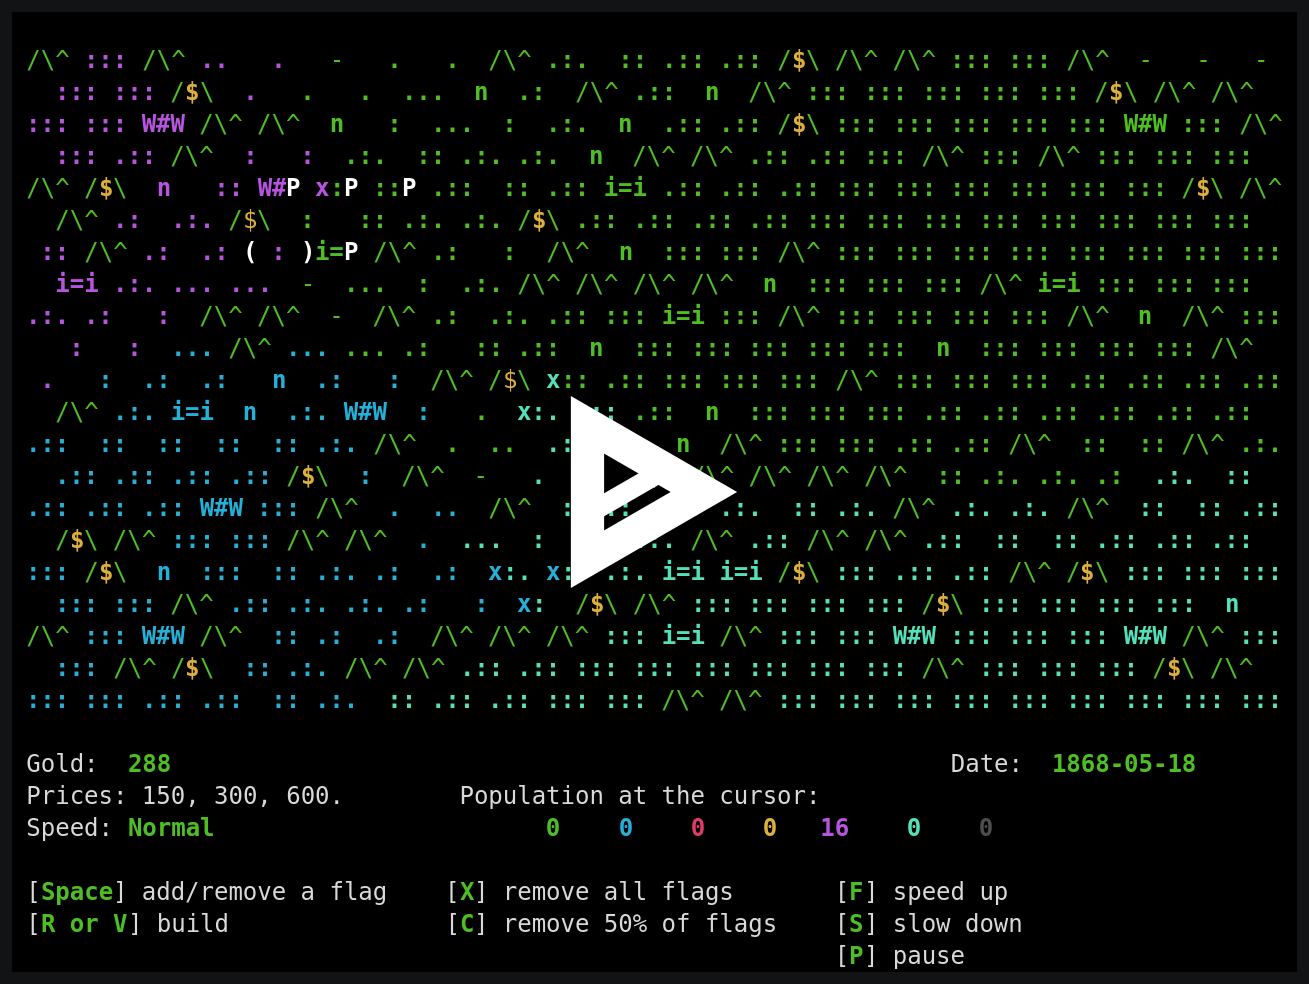 /\^ ::: /\^ ..   .   -   .   .  /\^ .:.  :: .:: .:: /$\ /\^ /\^ ::: ::: /\^  -   -   -
  ::: ::: /$\  .   .   .  ...  n  .:  /\^ .::  n  /\^ ::: ::: ::: ::: ::: /$\ /\^ /\^
::: ::: W#W /\^ /\^  n   :  ...  :  .:.  n  .:: .:: /$\ ::: ::: ::: ::: ::: W#W ::: /\^
  ::: .:: /\^  :   :  .:.  :: .:. .:.  n  /\^ /\^ .:: .:: ::: /\^ ::: /\^ ::: ::: :::
/\^ /$\  n   :: W#P x:P ::P .::  :: .:: i=i .:: .:: .:: ::: ::: ::: ::: ::: ::: /$\ /\^
  /\^ .:  .:. /$\  :   :: .:. .:. /$\ .:: .:: .:: .:: ::: ::: ::: ::: ::: ::: ::: :::
 :: /\^ .:  .: ( : )i=P /\^ .:   :  /\^  n  ::: ::: /\^ ::: ::: ::: ::: ::: ::: ::: :::
  i=i .:. ... ...  -  ...  :  .:. /\^ /\^ /\^ /\^  n  ::: ::: ::: /\^ i=i ::: ::: :::
.:. .:   :  /\^ /\^  -  /\^ .:  .:. .:: ::: i=i ::: /\^ ::: ::: ::: ::: /\^  n  /\^ :::
   :   :  ... /\^ ... ... .:   :: .::  n  ::: ::: ::: ::: :::  n  ::: ::: ::: ::: /\^
 .   :  .:  .:   n  .:   :  /\^ /$\ x:: .:: ::: ::: ::: /\^ ::: ::: ::: .:: .:: .:: .::
  /\^ .:. i=i  n  .:. W#W  :   .  x:. :: .::  n  ::: ::: ::: .:: .:: .:: .:: .:: .::
.::  ::  ::  ::  :: .:. /\^  .  ..  .: n  /\^ ::: ::: .:: .:: /\^  ::  :: /\^ .:.
  .:: .:: .:: .:: /$\  :  /\^  -   . \^ /\^ /\^ /\^  :: .:. .:. .:  .:.  ::
.:: .:: .:: W#W ::: /\^  .  ..  /\^  : .:.  :: .:. /\^ .:. .:. /\^  ::  :: .::
  /$\ /\^ ::: ::: /\^ /\^  .  ...  : .. /\^ .:: /\^ /\^ .::  ::  :: .:: .:: .::
::: /$\  n  :::  :: .:. .:  .:  x:. x: .:. i=i i=i /$\ ::: .:: .:: /\^ /$\ ::: ::: :::
  ::: ::: /\^ .:: .:. .:. .:   :  x:  /$\ /\^ ::: ::: ::: ::: /$\ ::: ::: ::: :::  n
/\^ ::: W#W /\^  :: .:  .:  /\^ /\^ /\^ ::: i=i /\^ ::: ::: W#W ::: ::: ::: W#W /\^ :::
  ::: /\^ /$\  :: .:. /\^ /\^ .:: .:: ::: ::: ::: ::: ::: ::: /\^ ::: ::: ::: /$\ /\^
::: ::: .:: .::  :: .:.  :: .:: .:: ::: ::: /\^ /\^ ::: ::: ::: ::: ::: ::: ::: ::: :::
Gold: 288 Date: 1868-05-18
Prices: 150, 300, 600. Population at the cursor:
Speed: Normal 0 0 0 0 16 0 0
[Space] add/remove a flag [X] remove all flags [F] speed up
[R or V] build [C] remove 50% of flags [S] slow down
[P] pause